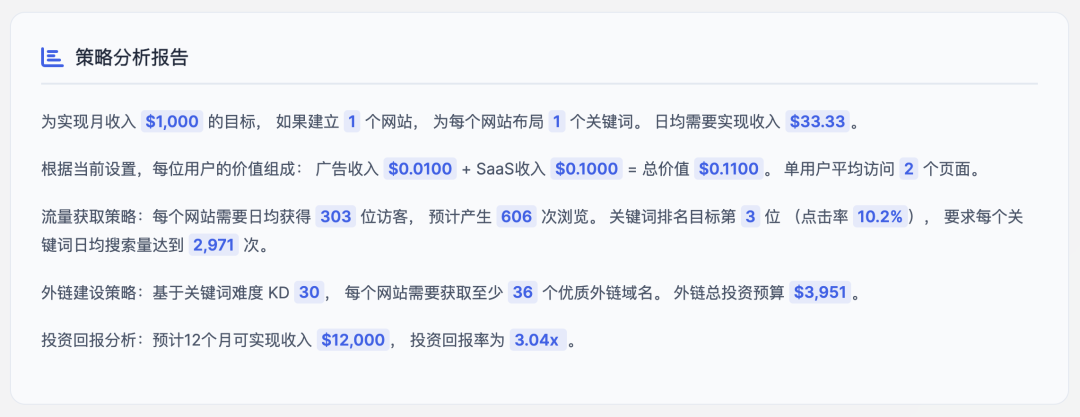 策略分析报告
为实现月收入 $1,000 的目标， 如果建立 1 个网站， 为每个网站布局 1 个关键词。 日均需要实现收入 $33.33。
根据当前设置，每位用户的价值组成： 广告收入 $0.0100 + SaaS收入 $0.1000 = 总价值 $0.1100。 单用户平均访问 2 个页面。
流量获取策略：每个网站需要日均获得 303 位访客， 预计产生 606 次浏览。 关键词排名目标第 3 位 （点击率 10.2%）， 要求每个关
键词日均搜索量达到 2,971 次。
外链建设策略：基于关键词难度 KD 30， 每个网站需要获取至少 36 个优质外链域名。 外链总投资预算 $3,951。
投资回报分析：预计12个月可实现收入 $12,000， 投资回报率为 3.04x 。